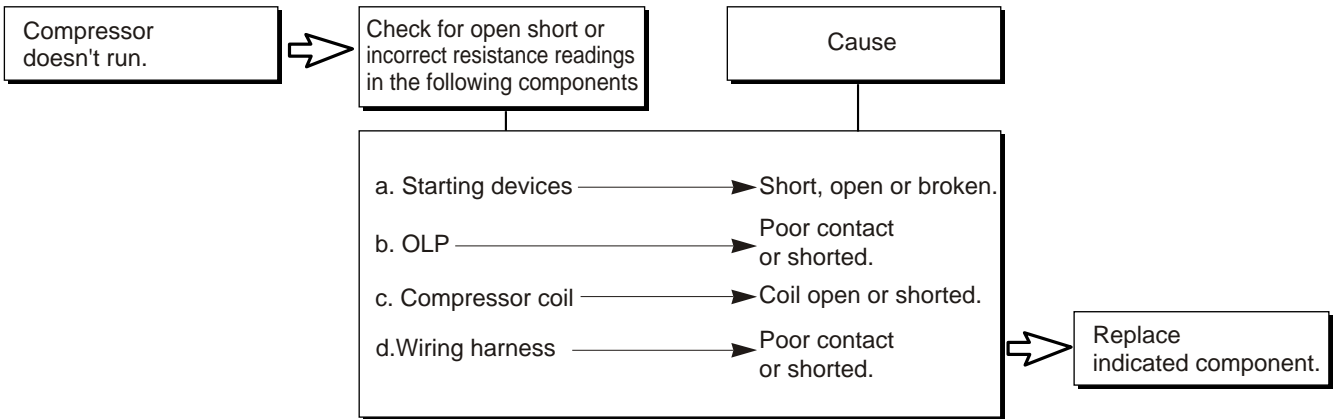 Compressor
doesn't run.
Check for open short or
incorrect resistance readings
in the following components
Cause
a. Starting devices
Short, open or broken.
b. OLP
Poor contact
or shorted.
c. Compressor coil
Coil open or shorted.
d.Wiring harness
Poor contact
or shorted.
Replace
indicated component.